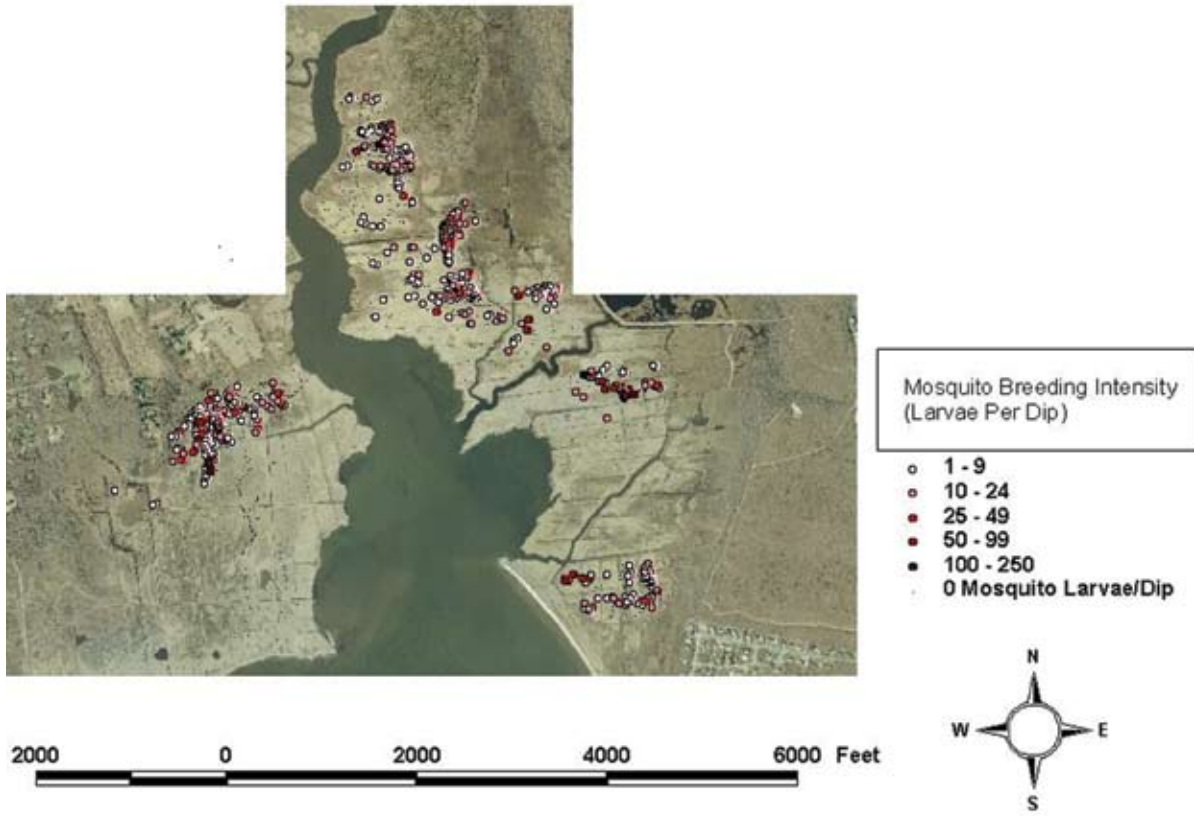 Mosquito Breeding Intensity
(Larvae Per Dip)
1 - 9
10 - 24
25 - 49
50 - 99
100 - 250
0 Mosquito Larvae/Dip
N
W E
S
2000 0 2000 4000 6000 Feet